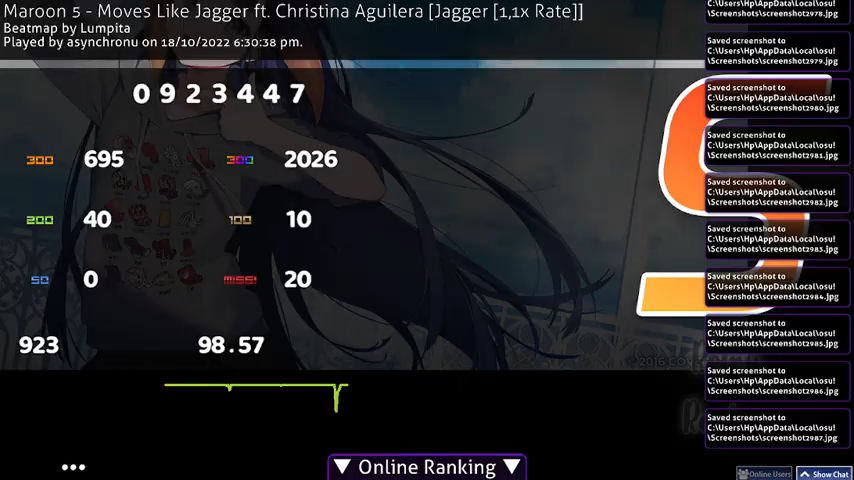 Maroon 5 - Moves Like Jagger ft. Christina Aguilera [Jagger [1,1x Rate]]
Beatmap by Lumpita
Played by asynchronu on 18/10/2022 6:30:38 pm.
0923447
300 695 300 2026
200 40 100 10
50 0 MISS! 20
923 98.57
© 2016
▼ Online Ranking ▼
C:\Users\Hp\AppData\Local\osu!
\Screenshots\screenshot2978.jpg
Saved screenshot to
C:\Users\Hp\AppData\Local\osu!
\Screenshots\screenshot2979.jpg
Saved screenshot to
C:\Users\Hp\AppData\Local\osu!
\Screenshots\screenshot2980.jpg
Saved screenshot to
C:\Users\Hp\AppData\Local\osu!
\Screenshots\screenshot2981.jpg
Saved screenshot to
C:\Users\Hp\AppData\Local\osu!
\Screenshots\screenshot2982.jpg
Saved screenshot to
C:\Users\Hp\AppData\Local\osu!
\Screenshots\screenshot2983.jpg
Saved screenshot to
C:\Users\Hp\AppData\Local\osu!
\Screenshots\screenshot2984.jpg
Saved screenshot to
C:\Users\Hp\AppData\Local\osu!
\Screenshots\screenshot2985.jpg
Saved screenshot to
C:\Users\Hp\AppData\Local\osu!
\Screenshots\screenshot2986.jpg
Saved screenshot to
C:\Users\Hp\AppData\Local\osu!
\Screenshots\screenshot2987.jpg
Online Users Show Chat